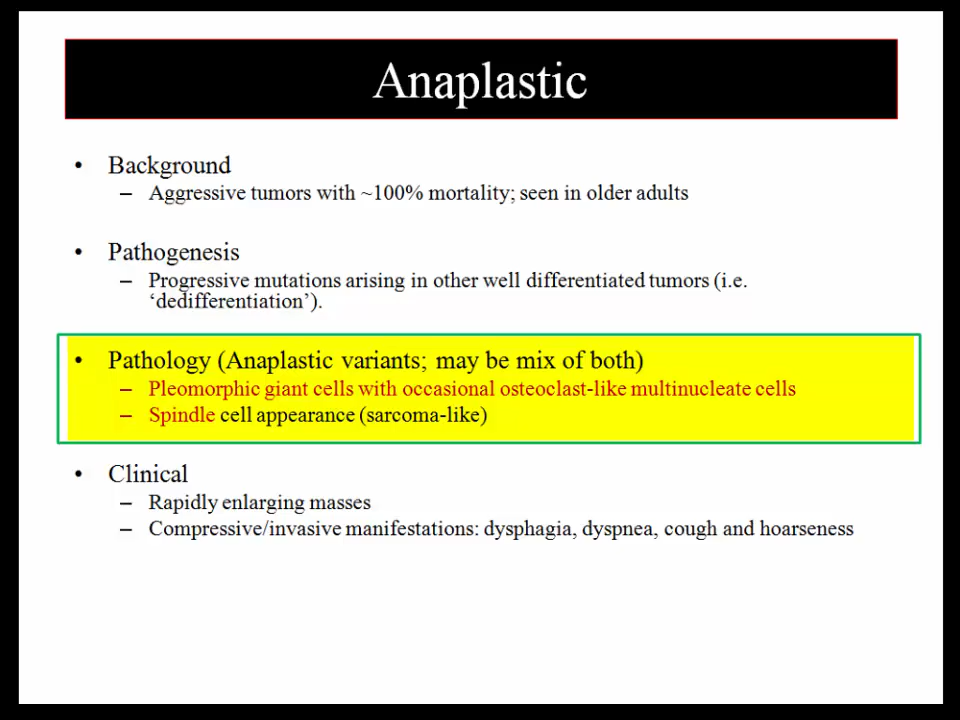 Anaplastic
• Background
– Aggressive tumors with ~100% mortality; seen in older adults
• Pathogenesis
– Progressive mutations arising in other well differentiated tumors (i.e.
‘dedifferentiation’).
• Pathology (Anaplastic variants; may be mix of both)
– Pleomorphic giant cells with occasional osteoclast-like multinucleate cells
– Spindle cell appearance (sarcoma-like)
• Clinical
– Rapidly enlarging masses
– Compressive/invasive manifestations: dysphagia, dyspnea, cough and hoarseness